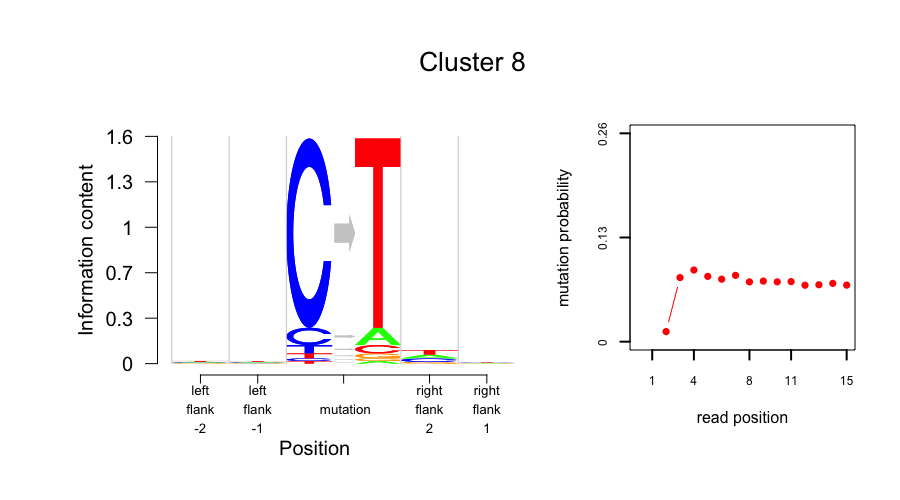 Cluster 8
Information content
1.6
1.3
1
0.7
0.3
0
C T
C A
T C
left flank -2
left flank -1
mutation
right flank 2
right flank 1
Position
mutation probability
0.26
0.13
0
1 4 8 11 15
read position